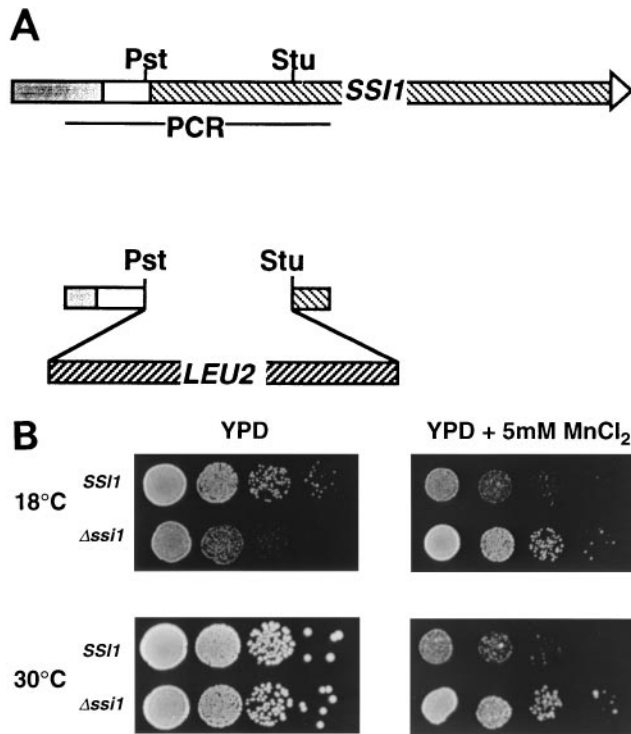 A
Pst Stu
SSI1
PCR
Pst Stu
LEU2
B YPD YPD + 5mM MnCl₂
18°C
SSI1
Δssi1
30°C
SSI1
Δssi1